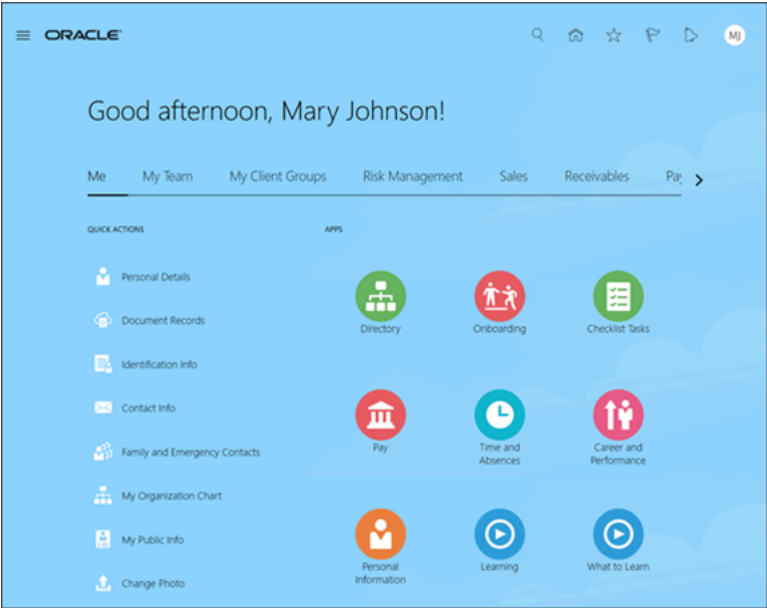 ORACLE
MJ
Good afternoon, Mary Johnson!
Me My Team My Client Groups Risk Management Sales Receivables
QUICK ACTIONS
Personal Details
Document Records
Identification Info
Contact Info
Family and Emergency Contacts
My Organization Chart
My Public Info
Change Photo
APPS
Directory
Onboarding
Checklist Tasks
Pay
Time and
Absences
Career and
Performance
Personal
Information
Learning
What to Learn